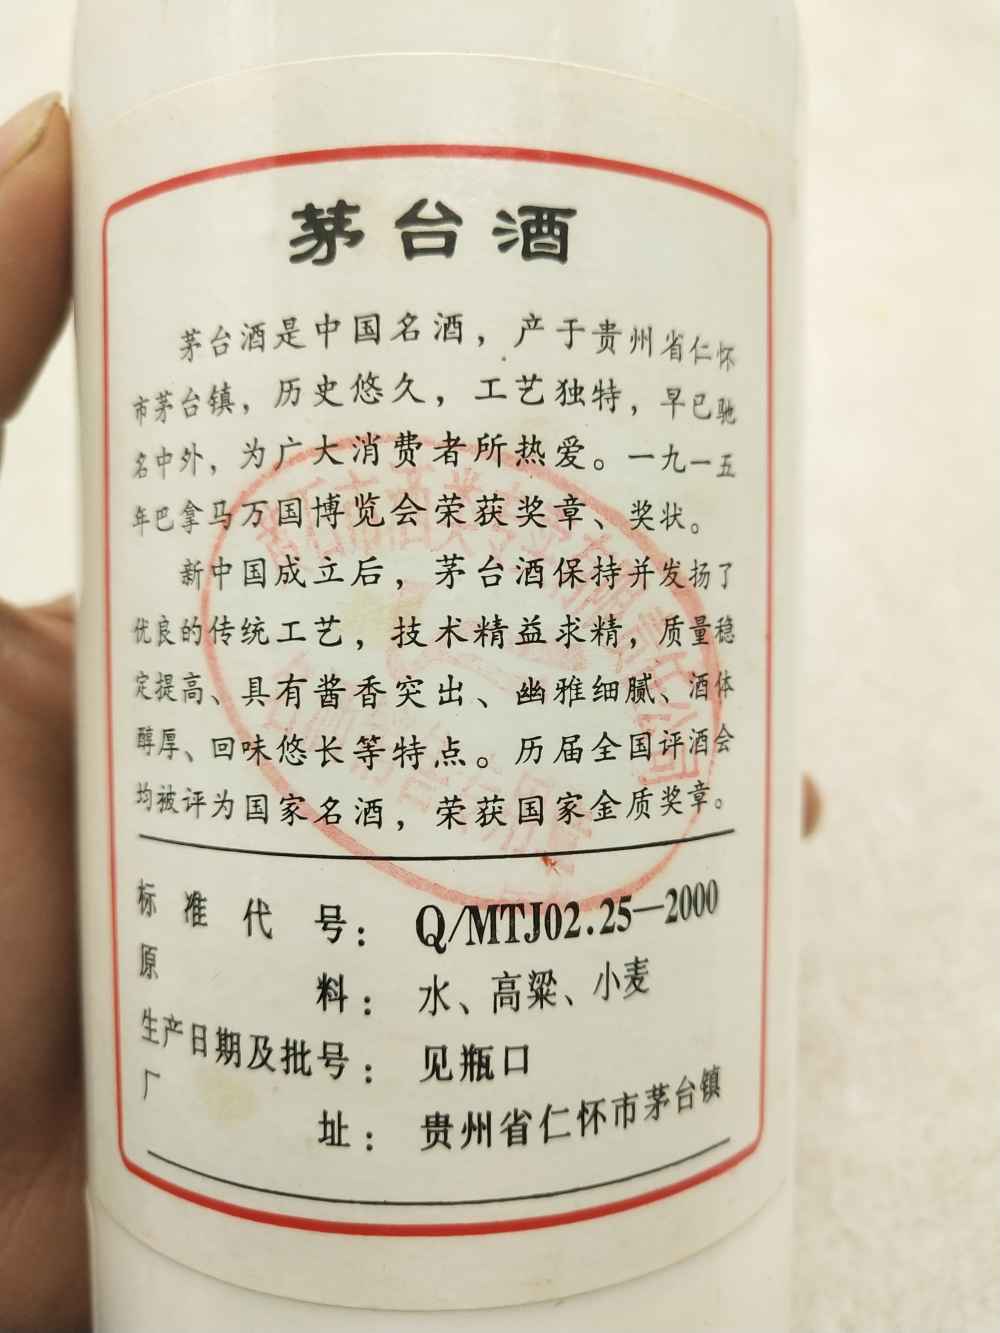 茅台酒
茅台酒是中国名酒，产于贵州省仁怀
市茅台镇，历史悠久，工艺独特，早已驰
名中外，为广大消费者所热爱。一九一五
年巴拿马万国博览会荣获奖章、奖状。
新中国成立后，茅台酒保持并发扬了
优良的传统工艺，技术精益求精，质量稳
定提高、具有酱香突出、幽雅细腻、酒体
醇厚、回味悠长等特点。历届全国评酒会
均被评为国家名酒，荣获国家金质奖章。
标准代号：Q/MTJ02.25—2000
原料：水、高粱、小麦
生产日期及批号：见瓶口
厂址：贵州省仁怀市茅台镇